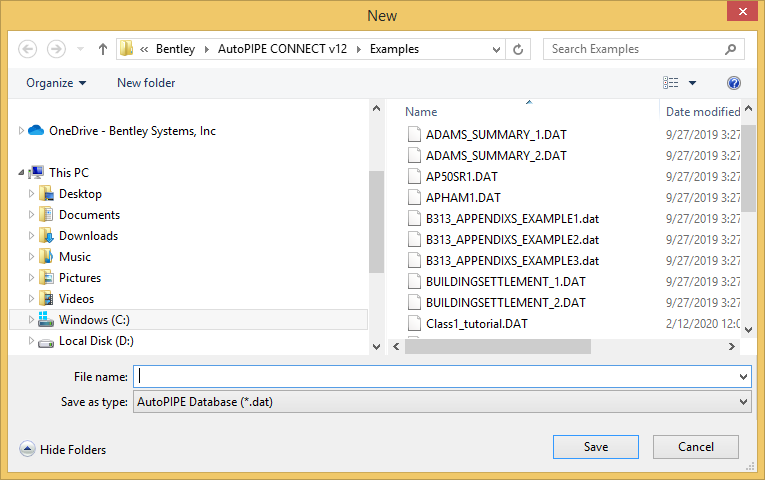 New
« Bentley AutoPIPE CONNECT v12 Examples
Search Examples
Organize
New folder
OneDrive - Bentley Systems, Inc
This PC
Desktop
Documents
Downloads
Music
Pictures
Videos
Windows (C:)
Local Disk (D:)
Name Date modified
ADAMS_SUMMARY_1.DAT 9/27/2019 3:27
ADAMS_SUMMARY_2.DAT 9/27/2019 3:27
AP50SR1.DAT 9/27/2019 3:27
APHAM1.DAT 9/27/2019 3:27
B313_APPENDIXS_EXAMPLE1.dat 9/27/2019 3:27
B313_APPENDIXS_EXAMPLE2.dat 9/27/2019 3:27
B313_APPENDIXS_EXAMPLE3.dat 9/27/2019 3:27
BUILDINGSETTLEMENT_1.DAT 9/27/2019 3:27
BUILDINGSETTLEMENT_2.DAT 9/27/2019 3:27
Class1_tutorial.DAT 2/12/2020 12:0
File name:
Save as type: AutoPIPE Database (*.dat)
Hide Folders
Save
Cancel